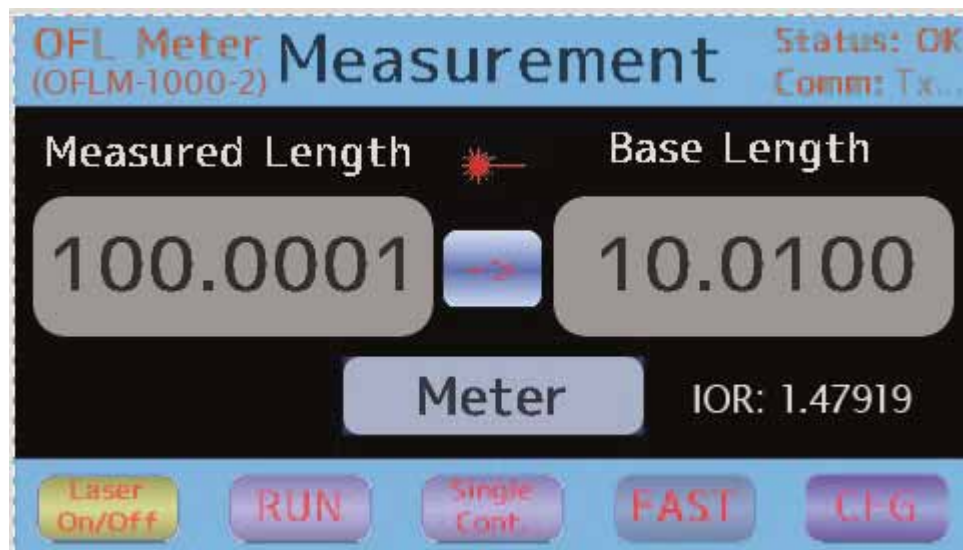 OFL Meter
(OFLM-1000-2)
Measurement
Status: OK
Comm: Tx...
Measured Length
Base Length
100.0001
-->
10.0100
Meter
IOR: 1.47919
Laser
On/Off
RUN
Single
Cont.
FAST
CFG